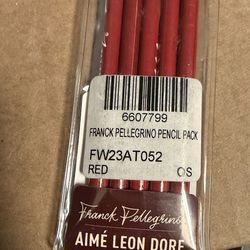 6607799
FRANCK PELLEGRINO PENCIL PACK
FW23AT052
RED OS
Franck Pellegrino
AIMÉ LEON DORE